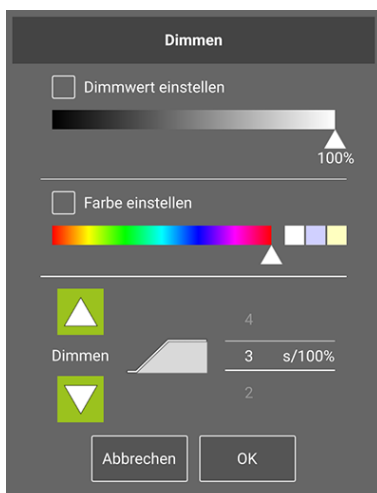 Dimmen
Dimmwert einstellen
100%
Farbe einstellen
4
Dimmen
3 s/100%
2
Abbrechen
OK